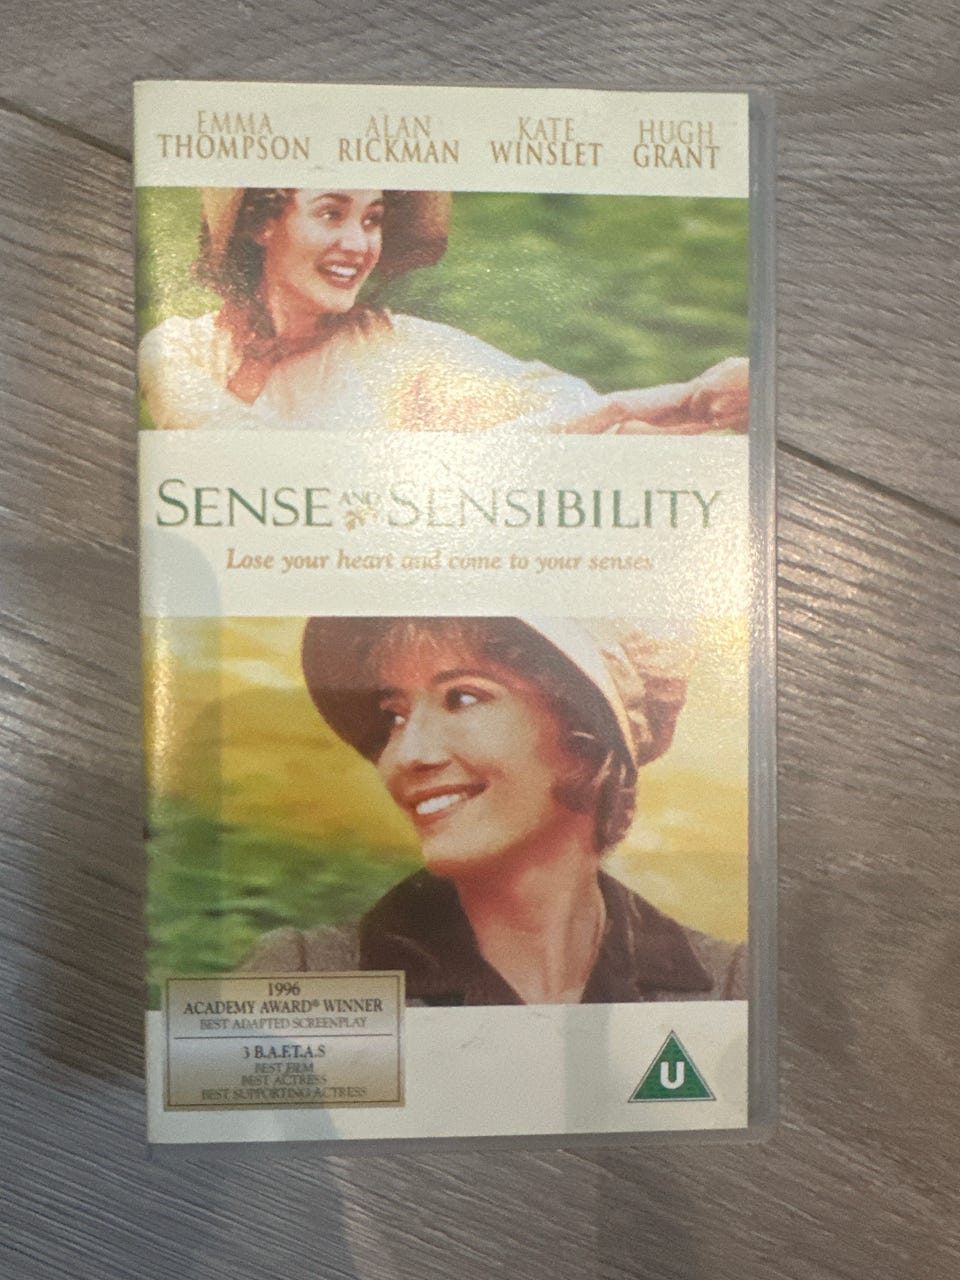 EMMA THOMPSON
ALAN RICKMAN
KATE WINSLET
HUGH GRANT
SENSE AND SENSIBILITY
Lose your heart and come to your senses
1996
ACADEMY AWARD® WINNER
BEST ADAPTED SCREENPLAY
3 B.A.F.T.A.S
BEST FILM
BEST ACTRESS
BEST SUPPORTING ACTRESS
U